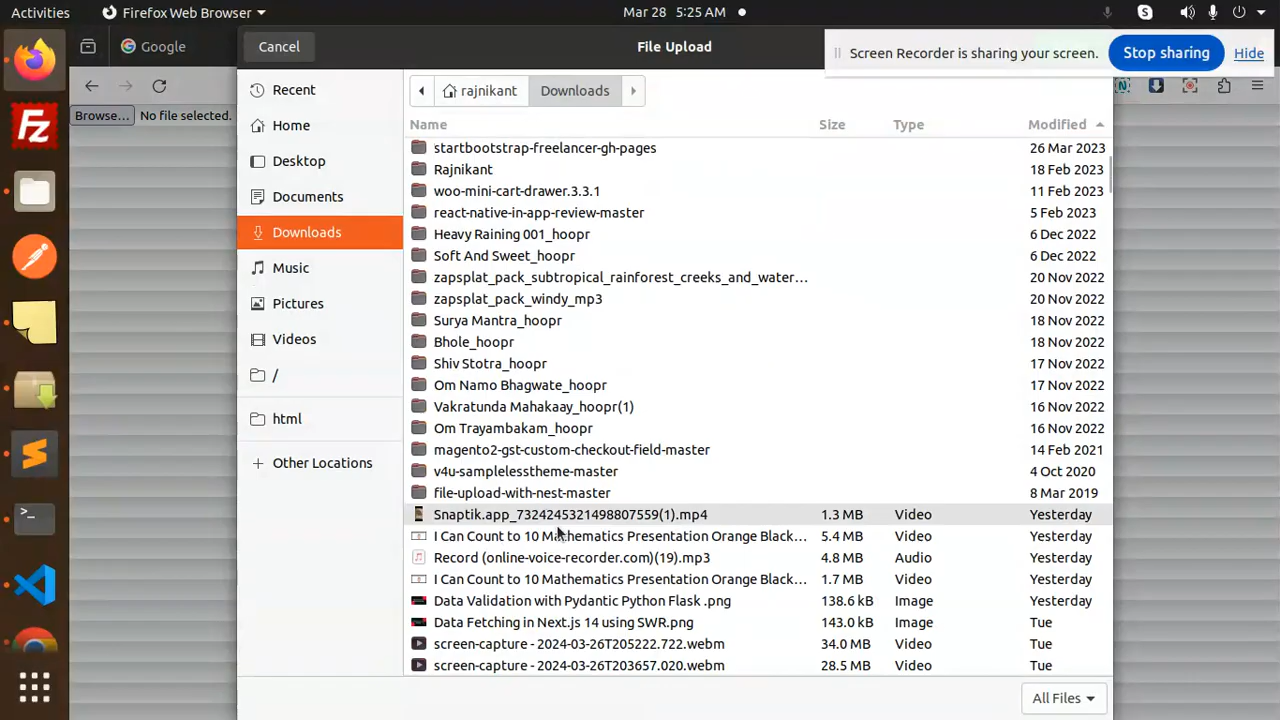 Activities
Firefox Web Browser
Mar 28 5:25 AM
Google
Cancel
File Upload
Screen Recorder is sharing your screen.
Stop sharing
Hide
Browse...
No file selected.
Recent
Home
Desktop
Documents
Downloads
Music
Pictures
Videos
/
html
+ Other Locations
rajnikant
Downloads
Name Size Type Modified
startbootstrap-freelancer-gh-pages 26 Mar 2023
Rajnikant 18 Feb 2023
woo-mini-cart-drawer.3.3.1 11 Feb 2023
react-native-in-app-review-master 5 Feb 2023
Heavy Raining 001_hoopr 6 Dec 2022
Soft And Sweet_hoopr 6 Dec 2022
zapsplat_pack_subtropical_rainforest_creeks_and_water... 20 Nov 2022
zapsplat_pack_windy_mp3 20 Nov 2022
Surya Mantra_hoopr 18 Nov 2022
Bhole_hoopr 18 Nov 2022
Shiv Stotra_hoopr 17 Nov 2022
Om Namo Bhagwate_hoopr 17 Nov 2022
Vakratunda Mahakaay_hoopr(1) 16 Nov 2022
Om Trayambakam_hoopr 16 Nov 2022
magento2-gst-custom-checkout-field-master 14 Feb 2021
v4u-samplelesstheme-master 4 Oct 2020
file-upload-with-nest-master 8 Mar 2019
Snaptik.app_7324245321498807559(1).mp4 1.3 MB Video Yesterday
I Can Count to 10 Mathematics Presentation Orange Black... 5.4 MB Video Yesterday
Record (online-voice-recorder.com)(19).mp3 4.8 MB Audio Yesterday
I Can Count to 10 Mathematics Presentation Orange Black... 1.7 MB Video Yesterday
Data Validation with Pydantic Python Flask .png 138.6 kB Image Yesterday
Data Fetching in Next.js 14 using SWR.png 143.0 kB Image Tue
screen-capture - 2024-03-26T205222.722.webm 34.0 MB Video Tue
screen-capture - 2024-03-26T203657.020.webm 28.5 MB Video Tue
All Files